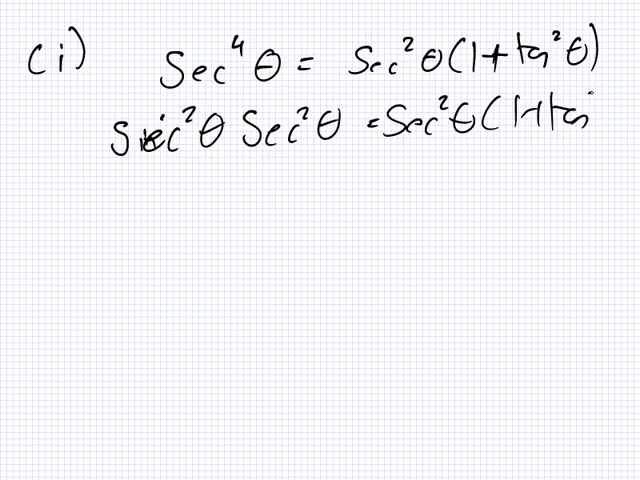 (i) Sec⁴θ = Sec²θ(1+tan²θ)
Sec²θ Sec²θ = Sec²θ(1+tan